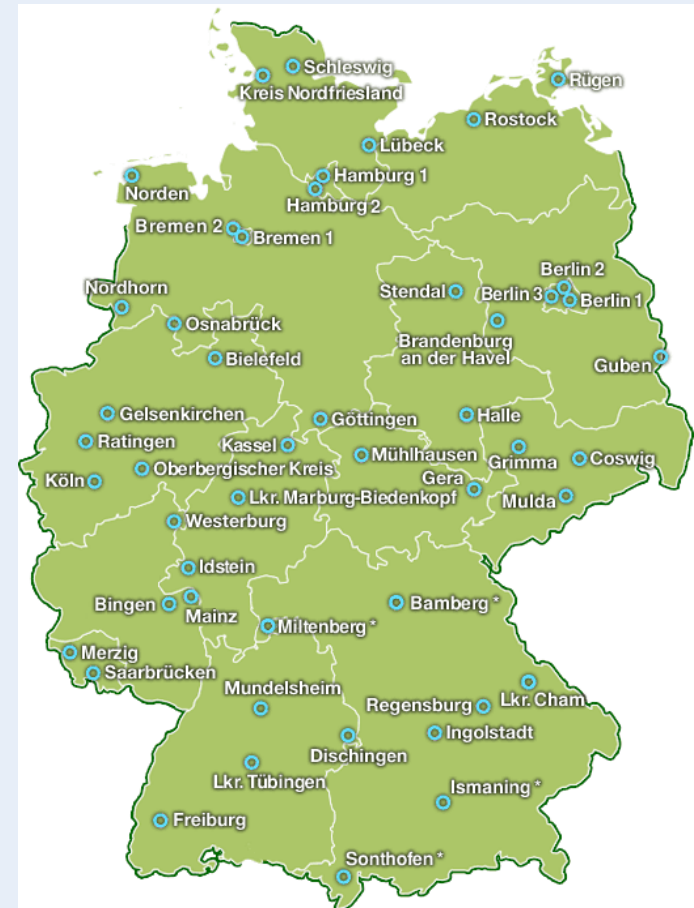 Schleswig
Kreis Nordfriesland
Rügen
Rostock
Lübeck
Hamburg 1
Norden
Hamburg 2
Bremen 2
Bremen 1
Berlin 2
Nordhorn
Stendal
Berlin 3
Berlin 1
Osnabrück
Brandenburg
an der Havel
Bielefeld
Guben
Gelsenkirchen
Göttingen
Halle
Ratingen
Kassel
Mühlhausen
Grimma
Coswig
Oberbergischer Kreis
Köln
Gera
Lkr. Marburg-Biedenkopf
Mulda
Westerburg
Idstein
Bingen
Mainz
Bamberg *
Miltenberg *
Merzig
Saarbrücken
Mundelsheim
Regensburg
Lkr. Cham
Ingolstadt
Dischingen
Lkr. Tübingen
Ismaning *
Freiburg
Sonthofen *